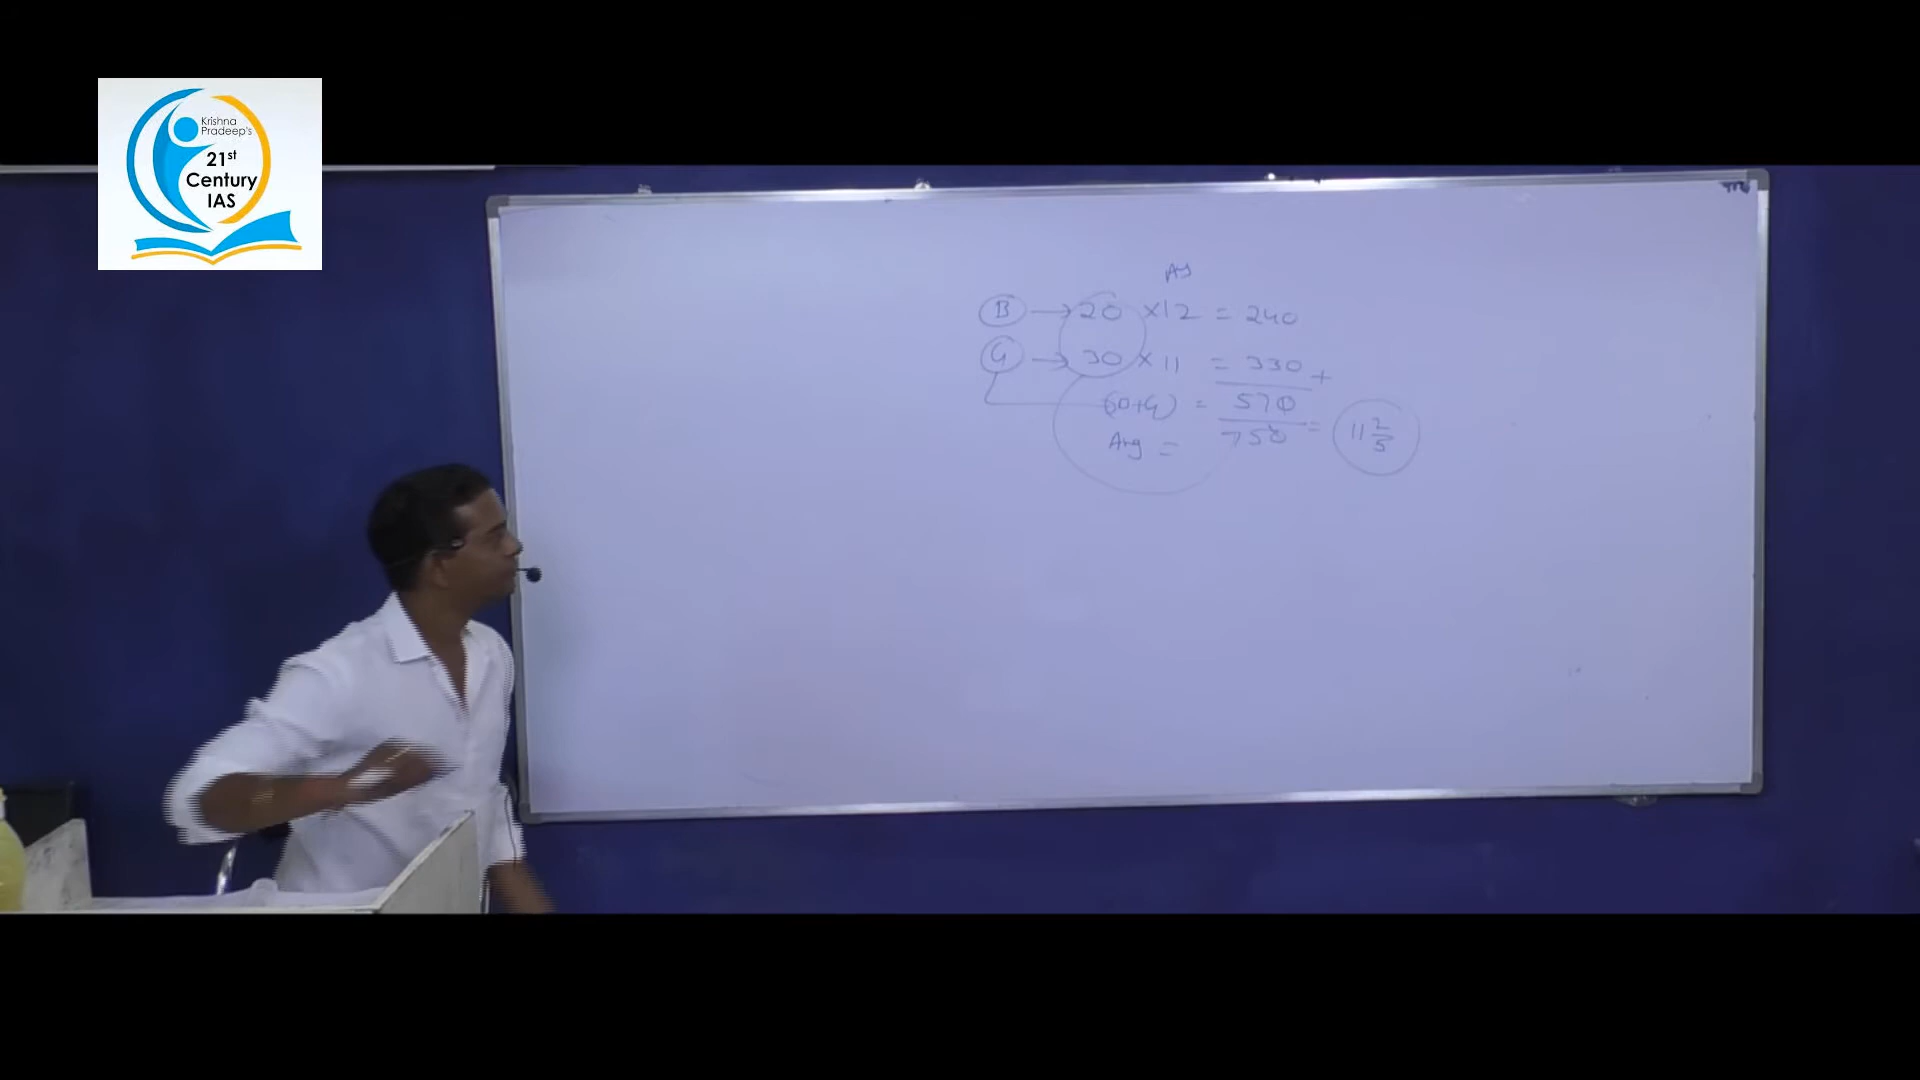 Krishna
Pradeep's
21st
Century
IAS
B → 20 × 12 = 240
G → 30 × 11 = 330 +
(B+G) = 570
Avg = 750 = 11 2/5